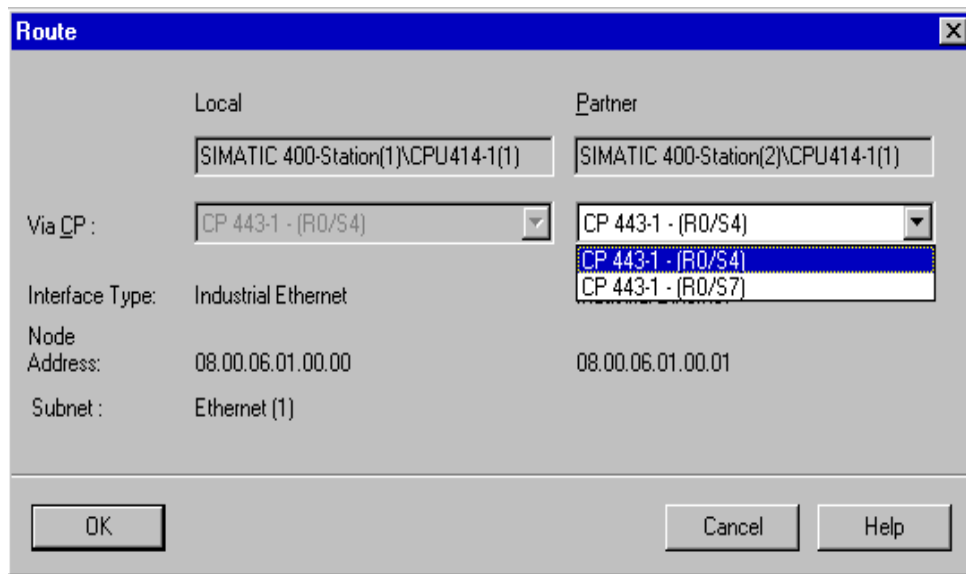 Route
Local Partner
SIMATIC 400-Station(1)\CPU414-1(1) SIMATIC 400-Station(2)\CPU414-1(1)
Via CP : CP 443-1 - (R0/S4) CP 443-1 - (R0/S4)
CP 443-1 - (R0/S4)
CP 443-1 - (R0/S7)
Interface Type: Industrial Ethernet
Node
Address: 08.00.06.01.00.00 08.00.06.01.00.01
Subnet : Ethernet (1)
OK Cancel Help